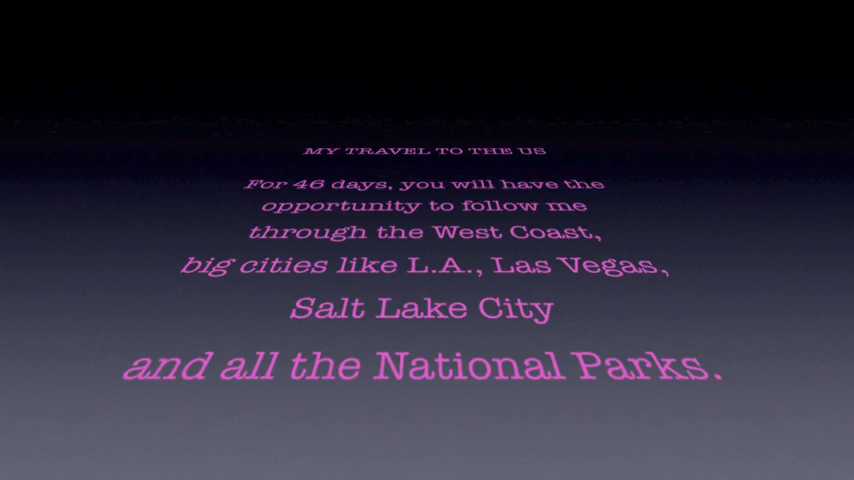 MY TRAVEL TO THE US
For 46 days, you will have the
opportunity to follow me
through the West Coast,
big cities like L.A., Las Vegas,
Salt Lake City
and all the National Parks.